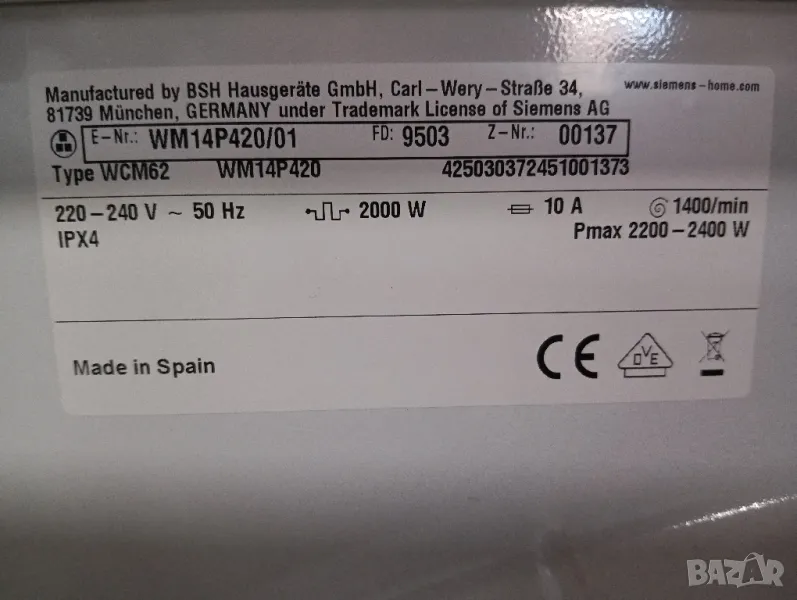 Manufactured by BSH Hausgeräte GmbH, Carl-Wery-Straße 34,
www.siemens-home.com
81739 München, GERMANY under Trademark License of Siemens AG
E-Nr.: WM14P420/01 FD: 9503 Z-Nr.: 00137
Type WCM62 WM14P420 425030372451001373
220-240 V ~ 50 Hz 2000 W 10 A 1400/min
IPX4 Pmax 2200-2400 W
Made in Spain CE OVE
BAZAR